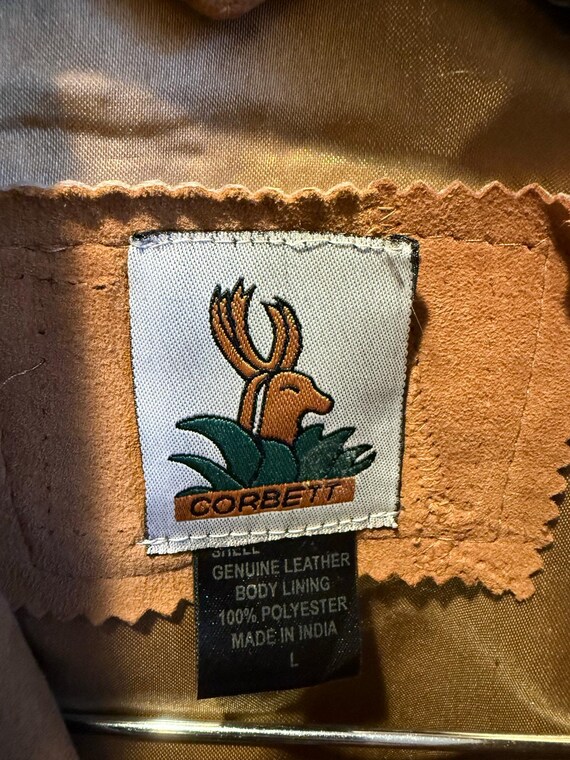 CORBETT
SHELL
GENUINE LEATHER
BODY LINING
100% POLYESTER
MADE IN INDIA
L